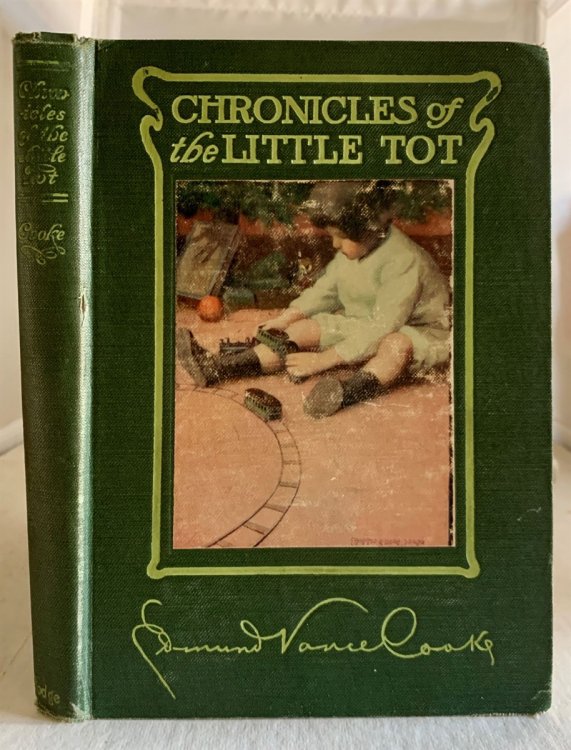 CHRONICLES of
the LITTLE TOT
Edmund Vance Cooke
Chron-
icles
of the
Little
Tot
Cooke